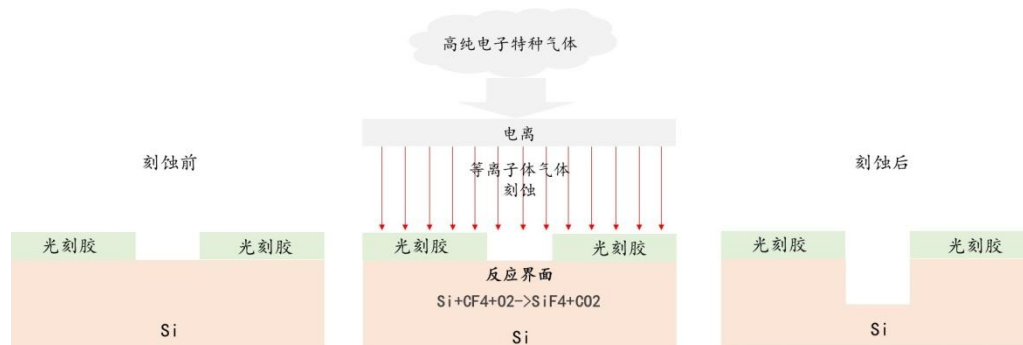 高纯电子特种气体
电离
刻蚀前
等离子体气体
刻蚀
刻蚀后
光刻胶
光刻胶
光刻胶
光刻胶
光刻胶
光刻胶
反应界面
Si+CF4+O2->SiF4+CO2
Si
Si
Si